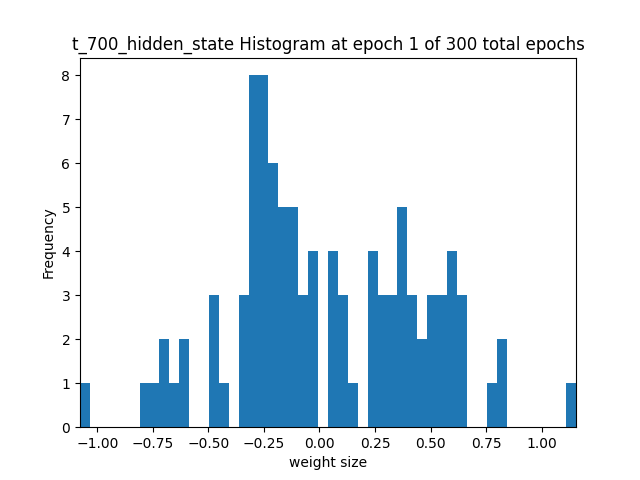 t_700_hidden_state Histogram at epoch 1 of 300 total epochs
8
7
6
5
4
3
2
1
0
Frequency
−1.00 −0.75 −0.50 −0.25 0.00 0.25 0.50 0.75 1.00
weight size